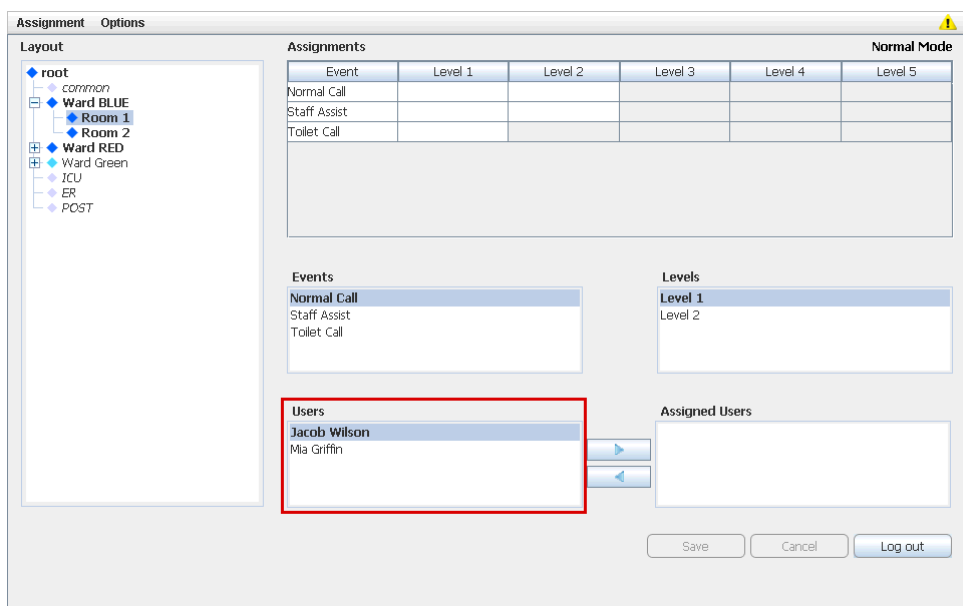 Assignment Options
Layout
root
common
Ward BLUE
Room 1
Room 2
Ward RED
Ward Green
ICU
ER
POST
Assignments Normal Mode
Event Level 1 Level 2 Level 3 Level 4 Level 5
Normal Call
Staff Assist
Toilet Call
Events
Normal Call
Staff Assist
Toilet Call
Levels
Level 1
Level 2
Users
Jacob Wilson
Mia Griffin
Assigned Users
Save Cancel Log out